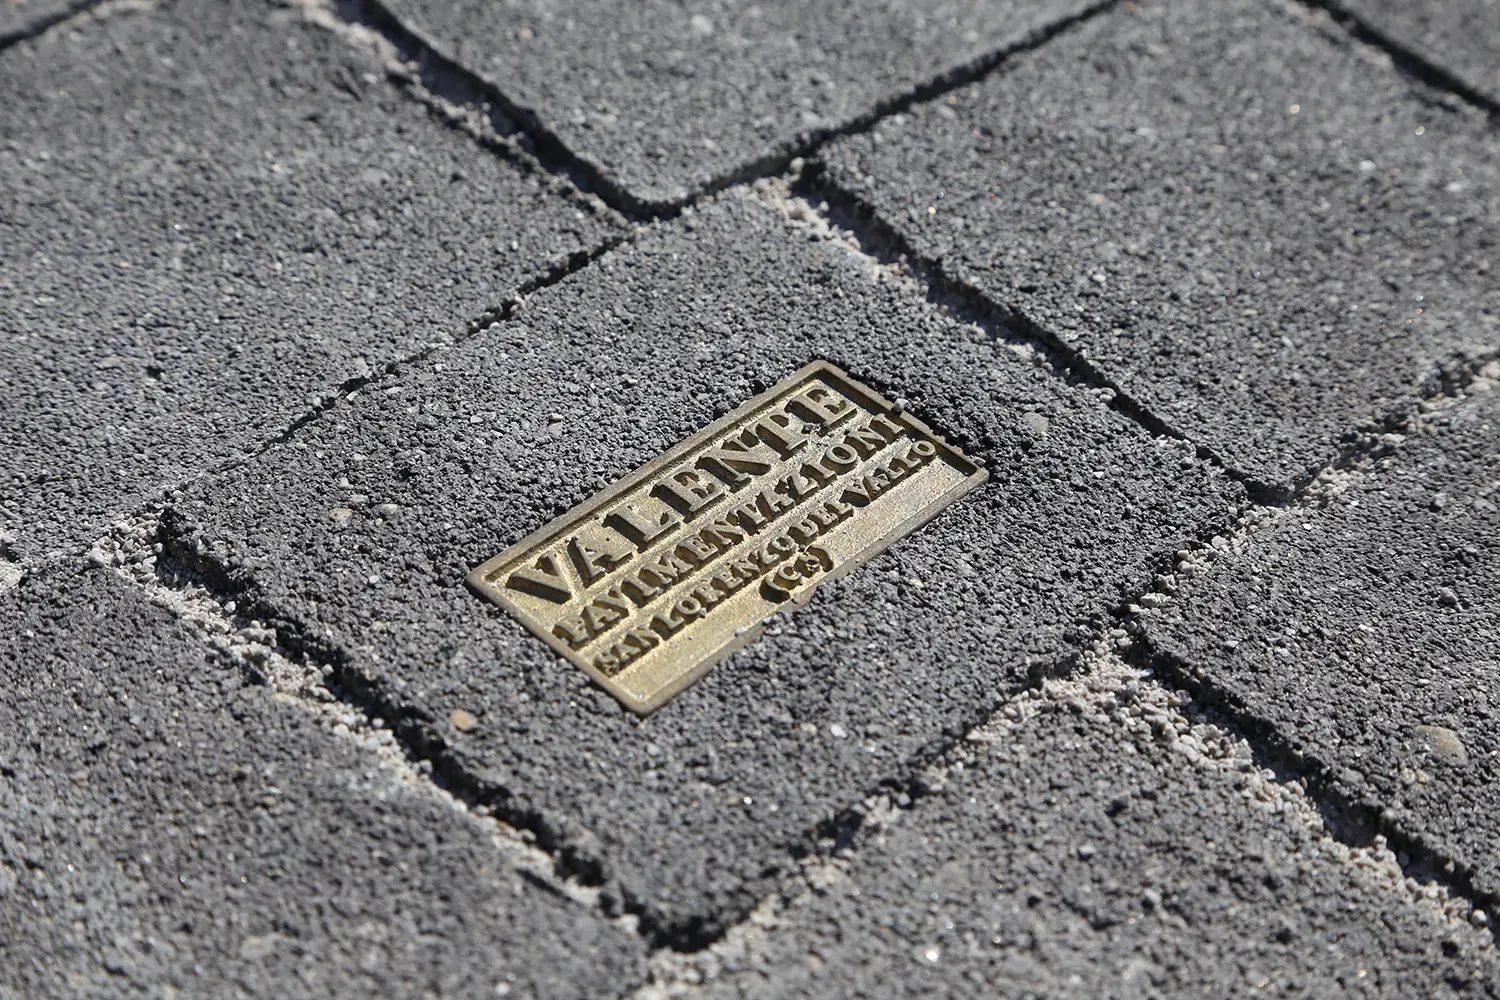 VALENTE
PAVIMENTAZIONI
SAN LORENZO DEL VALLO
(CS)